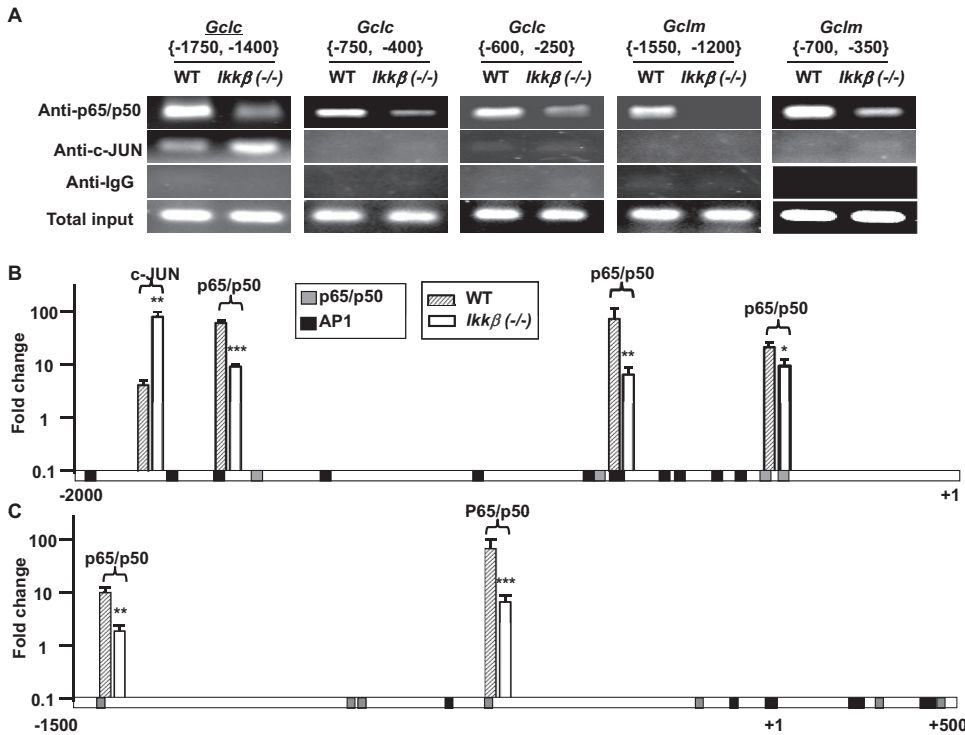 A
Gclc Gclc Gclc Gclm Gclm
{-1750, -1400} {-750, -400} {-600, -250} {-1550, -1200} {-700, -350}
WT Ikkβ (-/-) WT Ikkβ (-/-) WT Ikkβ (-/-) WT Ikkβ (-/-) WT Ikkβ (-/-)
Anti-p65/p50
Anti-c-JUN
Anti-IgG
Total input
B
c-JUN p65/p50 p65/p50 p65/p50
p65/p50 WT
AP1 Ikkβ (-/-)
** *** ** *
Fold change
100
10
1
0.1
-2000 +1
C
p65/p50 P65/p50
** ***
Fold change
100
10
1
0.1
-1500 +1 +500